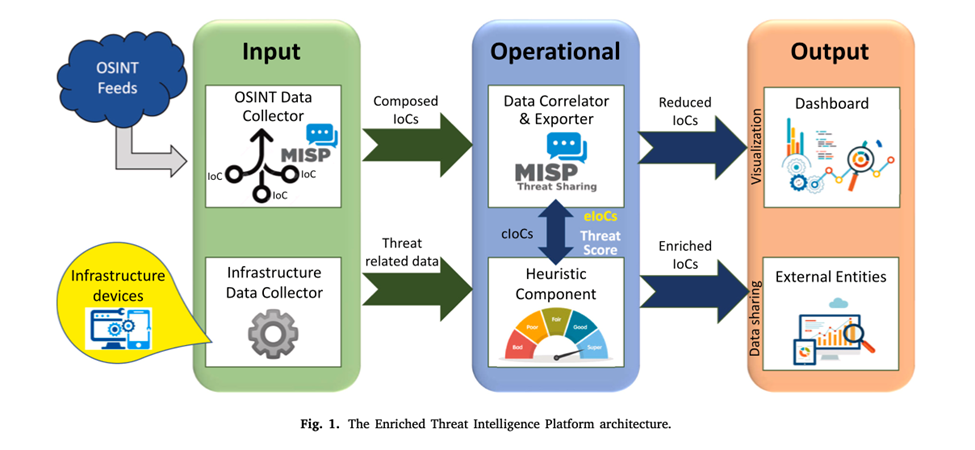 OSINT
Feeds
Input
OSINT Data
Collector
MISP
IoC
IoC
IoC
Composed
IoCs
Operational
Data Correlator
& Exporter
MISP
Threat Sharing
Reduced
IoCs
Output
Visualization
Dashboard
cIoCs
eIoCs
Threat
Score
Infrastructure
devices
Infrastructure
Data Collector
Threat
related data
Heuristic
Component
Bad
Poor
Fair
Good
Super
Enriched
IoCs
Data sharing
External Entities
Fig. 1. The Enriched Threat Intelligence Platform architecture.